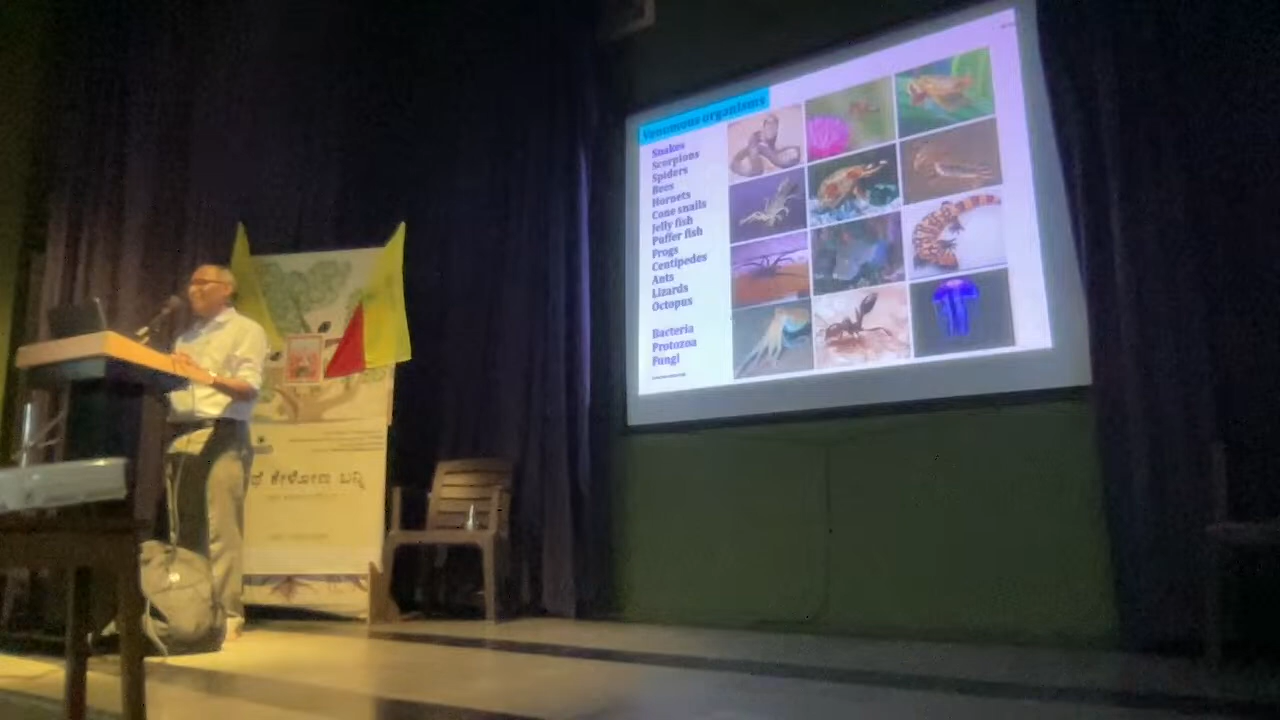 Venomous organisms
Snakes
Scorpions
Spiders
Bees
Hornets
Cone snails
Jelly fish
Puffer fish
Frogs
Centipedes
Ants
Lizards
Octopus
Bacteria
Protozoa
Fungi
ಕೇಳೋಣ ಬನ್ನಿ